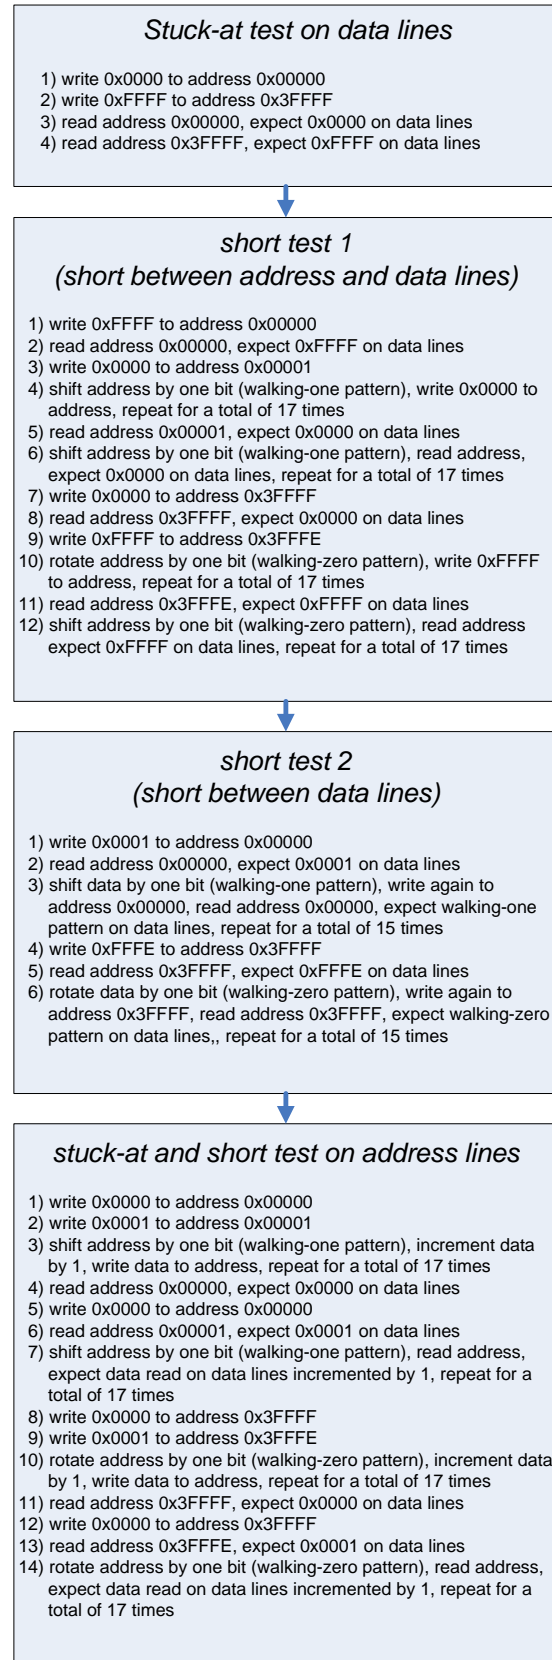 Stuck-at test on data lines
1) write 0x0000 to address 0x00000
2) write 0xFFFF to address 0x3FFFF
3) read address 0x00000, expect 0x0000 on data lines
4) read address 0x3FFFF, expect 0xFFFF on data lines
short test 1
(short between address and data lines)
1) write 0xFFFF to address 0x00000
2) read address 0x00000, expect 0xFFFF on data lines
3) write 0x0000 to address 0x00001
4) shift address by one bit (walking-one pattern), write 0x0000 to
address, repeat for a total of 17 times
5) read address 0x00001, expect 0x0000 on data lines
6) shift address by one bit (walking-one pattern), read address,
expect 0x0000 on data lines, repeat for a total of 17 times
7) write 0x0000 to address 0x3FFFF
8) read address 0x3FFFF, expect 0x0000 on data lines
9) write 0xFFFF to address 0x3FFFE
10) rotate address by one bit (walking-zero pattern), write 0xFFFF
to address, repeat for a total of 17 times
11) read address 0x3FFFE, expect 0xFFFF on data lines
12) shift address by one bit (walking-zero pattern), read address
expect 0xFFFF on data lines, repeat for a total of 17 times
short test 2
(short between data lines)
1) write 0x0001 to address 0x00000
2) read address 0x00000, expect 0x0001 on data lines
3) shift data by one bit (walking-one pattern), write again to
address 0x00000, read address 0x00000, expect walking-one
pattern on data lines, repeat for a total of 15 times
4) write 0xFFFE to address 0x3FFFF
5) read address 0x3FFFF, expect 0xFFFE on data lines
6) rotate data by one bit (walking-zero pattern), write again to
address 0x3FFFF, read address 0x3FFFF, expect walking-zero
pattern on data lines,, repeat for a total of 15 times
stuck-at and short test on address lines
1) write 0x0000 to address 0x00000
2) write 0x0001 to address 0x00001
3) shift address by one bit (walking-one pattern), increment data
by 1, write data to address, repeat for a total of 17 times
4) read address 0x00000, expect 0x0000 on data lines
5) write 0x0000 to address 0x00000
6) read address 0x00001, expect 0x0001 on data lines
7) shift address by one bit (walking-one pattern), read address,
expect data read on data lines incremented by 1, repeat for a
total of 17 times
8) write 0x0000 to address 0x3FFFF
9) write 0x0001 to address 0x3FFFE
10) rotate address by one bit (walking-zero pattern), increment data
by 1, write data to address, repeat for a total of 17 times
11) read address 0x3FFFF, expect 0x0000 on data lines
12) write 0x0000 to address 0x3FFFF
13) read address 0x3FFFE, expect 0x0001 on data lines
14) rotate address by one bit (walking-zero pattern), read address,
expect data read on data lines incremented by 1, repeat for a
total of 17 times